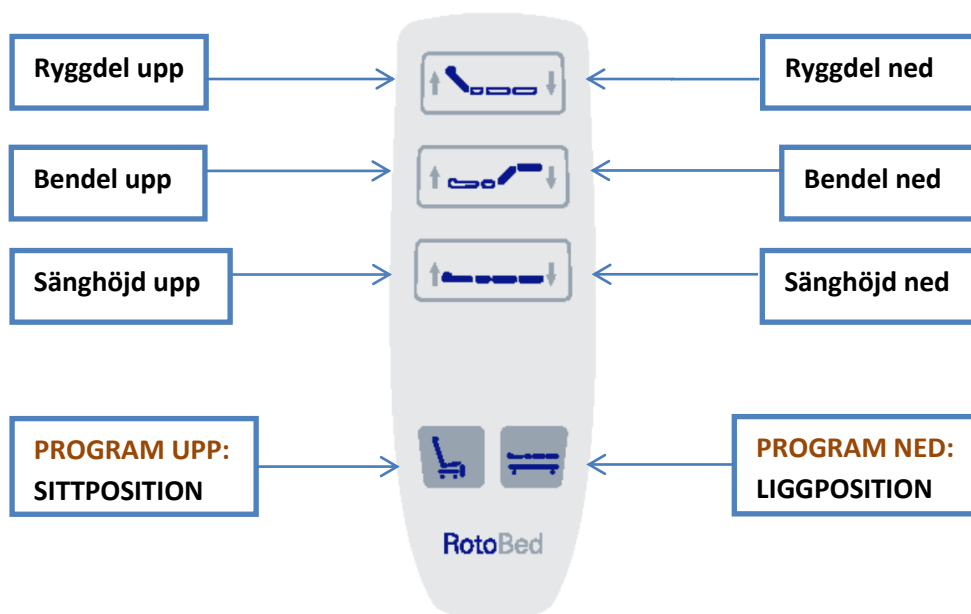 Ryggdel upp
Ryggdel ned
Bendel upp
Bendel ned
Sänghöjd upp
Sänghöjd ned
PROGRAM UPP:
SITTPOSITION
PROGRAM NED:
LIGGPOSITION
RotoBed